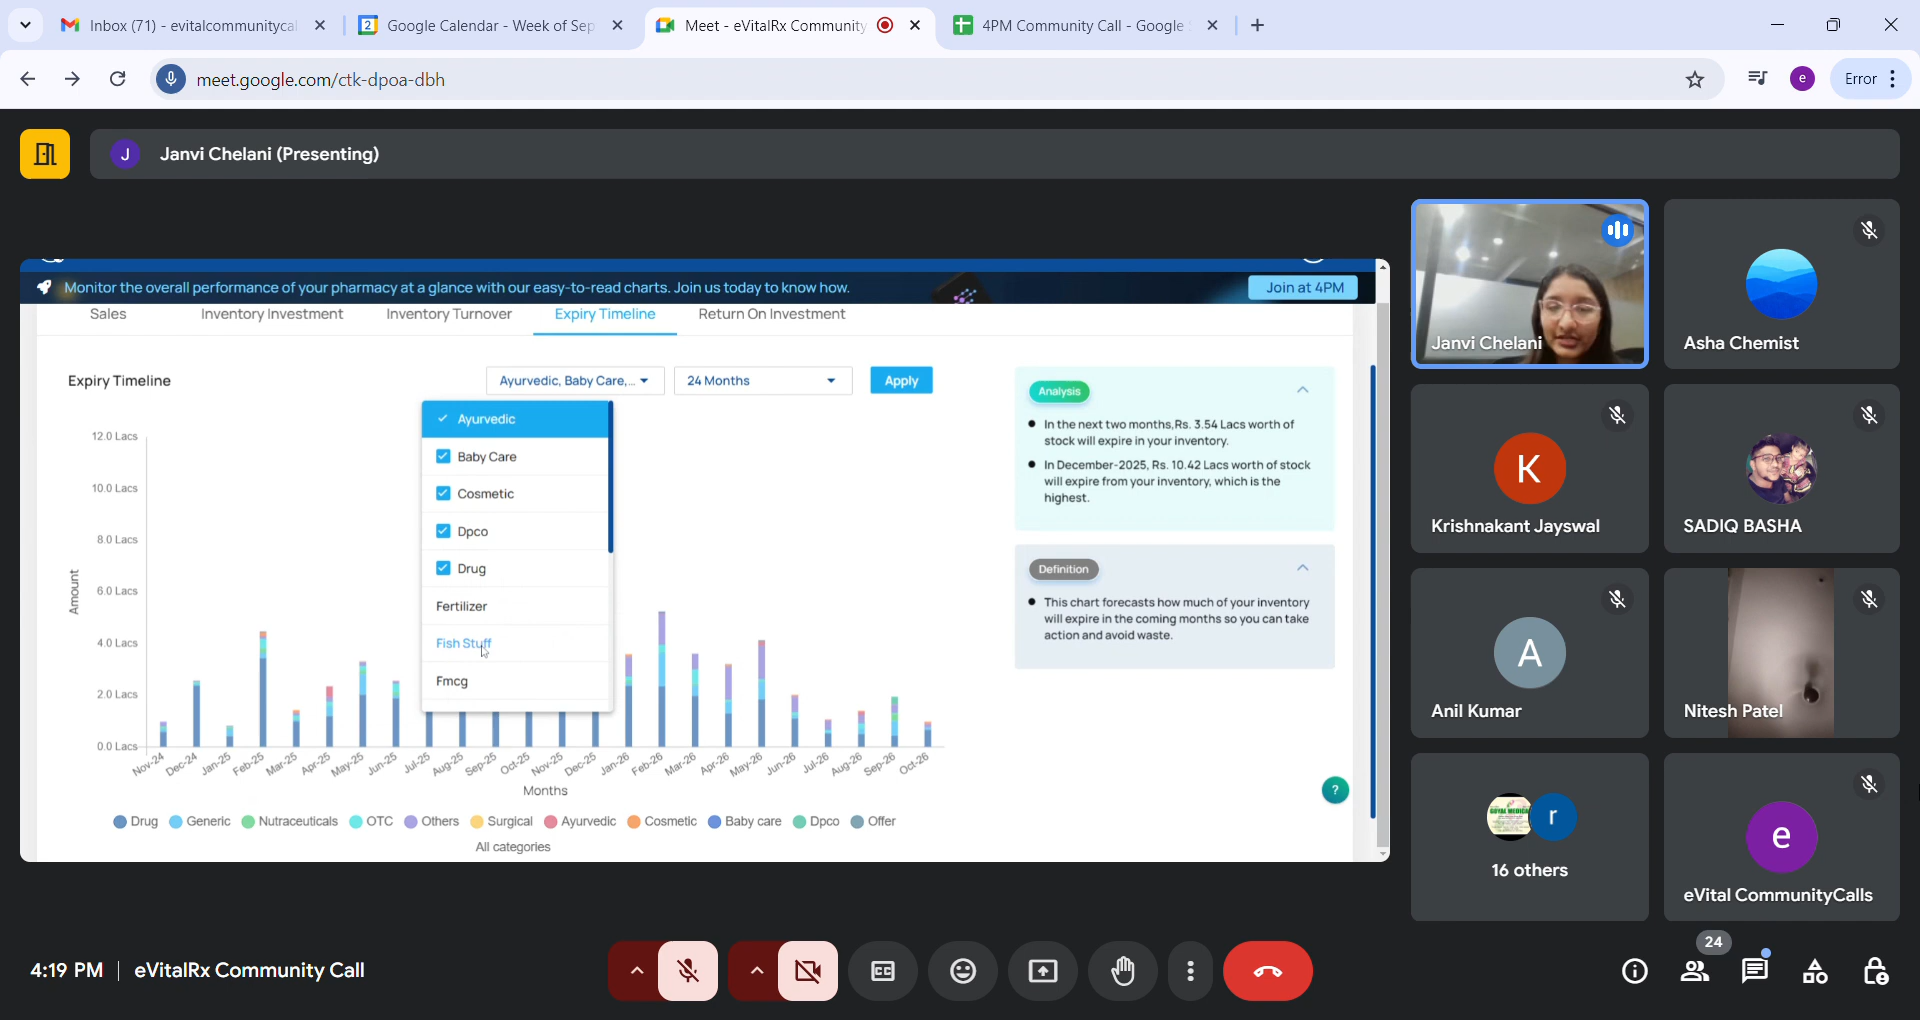 Inbox (71) - evitalcommunitycal
Google Calendar - Week of Sep
Meet - eVitalRx Community
4PM Community Call - Google
meet.google.com/ctk-dpoa-dbh
e
Error
J
Janvi Chelani (Presenting)
Monitor the overall performance of your pharmacy at a glance with our easy-to-read charts. Join us today to know how.
Join at 4PM
Sales
Inventory Investment
Inventory Turnover
Expiry Timeline
Return On Investment
Expiry Timeline
Ayurvedic, Baby Care,...
24 Months
Apply
Ayurvedic
Baby Care
Cosmetic
Dpco
Drug
Fertilizer
Fish Stuff
Fmcg
12.0 Lacs
10.0 Lacs
8.0 Lacs
6.0 Lacs
4.0 Lacs
2.0 Lacs
0.0 Lacs
Amount
Nov-24 Dec-24 Jan-25 Feb-25 Mar-25 Apr-25 May-25 Jun-25 Jul-25 Aug-25 Sep-25 Oct-25 Nov-25 Dec-25 Jan-26 Feb-26 Mar-26 Apr-26 May-26 Jun-26 Jul-26 Aug-26 Sep-26 Oct-26
Months
Drug Generic Nutraceuticals OTC Others Surgical Ayurvedic Cosmetic Baby care Dpco Offer
All categories
Analysis
In the next two months,Rs. 3.54 Lacs worth of
stock will expire in your inventory.
In December-2025, Rs. 10.42 Lacs worth of stock
will expire from your inventory, which is the
highest.
Definition
This chart forecasts how much of your inventory
will expire in the coming months so you can take
action and avoid waste.
?
Janvi Chelani
Asha Chemist
K
Krishnakant Jayswal
SADIQ BASHA
A
Anil Kumar
Nitesh Patel
r
16 others
e
eVital CommunityCalls
4:19 PM
eVitalRx Community Call
24